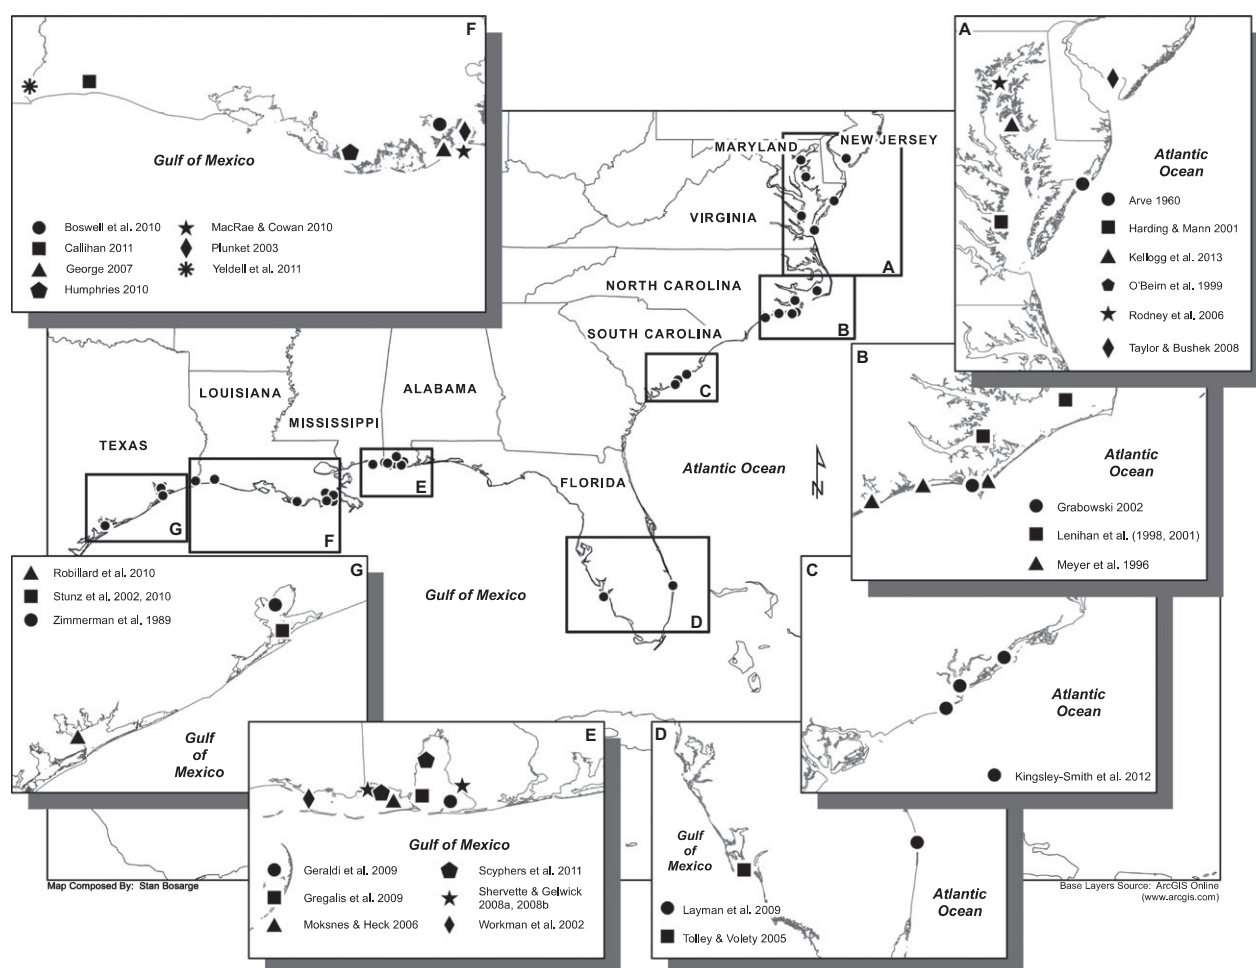 F
Gulf of Mexico
Boswell et al. 2010
Callihan 2011
George 2007
Humphries 2010
MacRae & Cowan 2010
Plunket 2003
Yeldell et al. 2011
A
Atlantic
Ocean
Arve 1960
Harding & Mann 2001
Kellogg et al. 2013
O'Beirn et al. 1999
Rodney et al. 2006
Taylor & Bushek 2008
MARYLAND
NEW JERSEY
VIRGINIA
A
NORTH CAROLINA
B
SOUTH CAROLINA
C
ALABAMA
LOUISIANA
MISSISSIPPI
TEXAS
E
G
F
FLORIDA
D
Atlantic Ocean
N
Gulf of Mexico
B
Atlantic
Ocean
Grabowski 2002
Lenihan et al. (1998, 2001)
Meyer et al. 1996
C
Atlantic
Ocean
Kingsley-Smith et al. 2012
G
Robillard et al. 2010
Stunz et al. 2002, 2010
Zimmerman et al. 1989
Gulf
of
Mexico
E
Gulf of Mexico
Geraldi et al. 2009
Gregalis et al. 2009
Moksnes & Heck 2006
Scyphers et al. 2011
Shervette & Gelwick
2008a, 2008b
Workman et al. 2002
D
Gulf
of
Mexico
Atlantic
Ocean
Layman et al. 2009
Tolley & Volety 2005
Map Composed By: Stan Bosarge
Base Layers Source: ArcGIS Online
(www.arcgis.com)